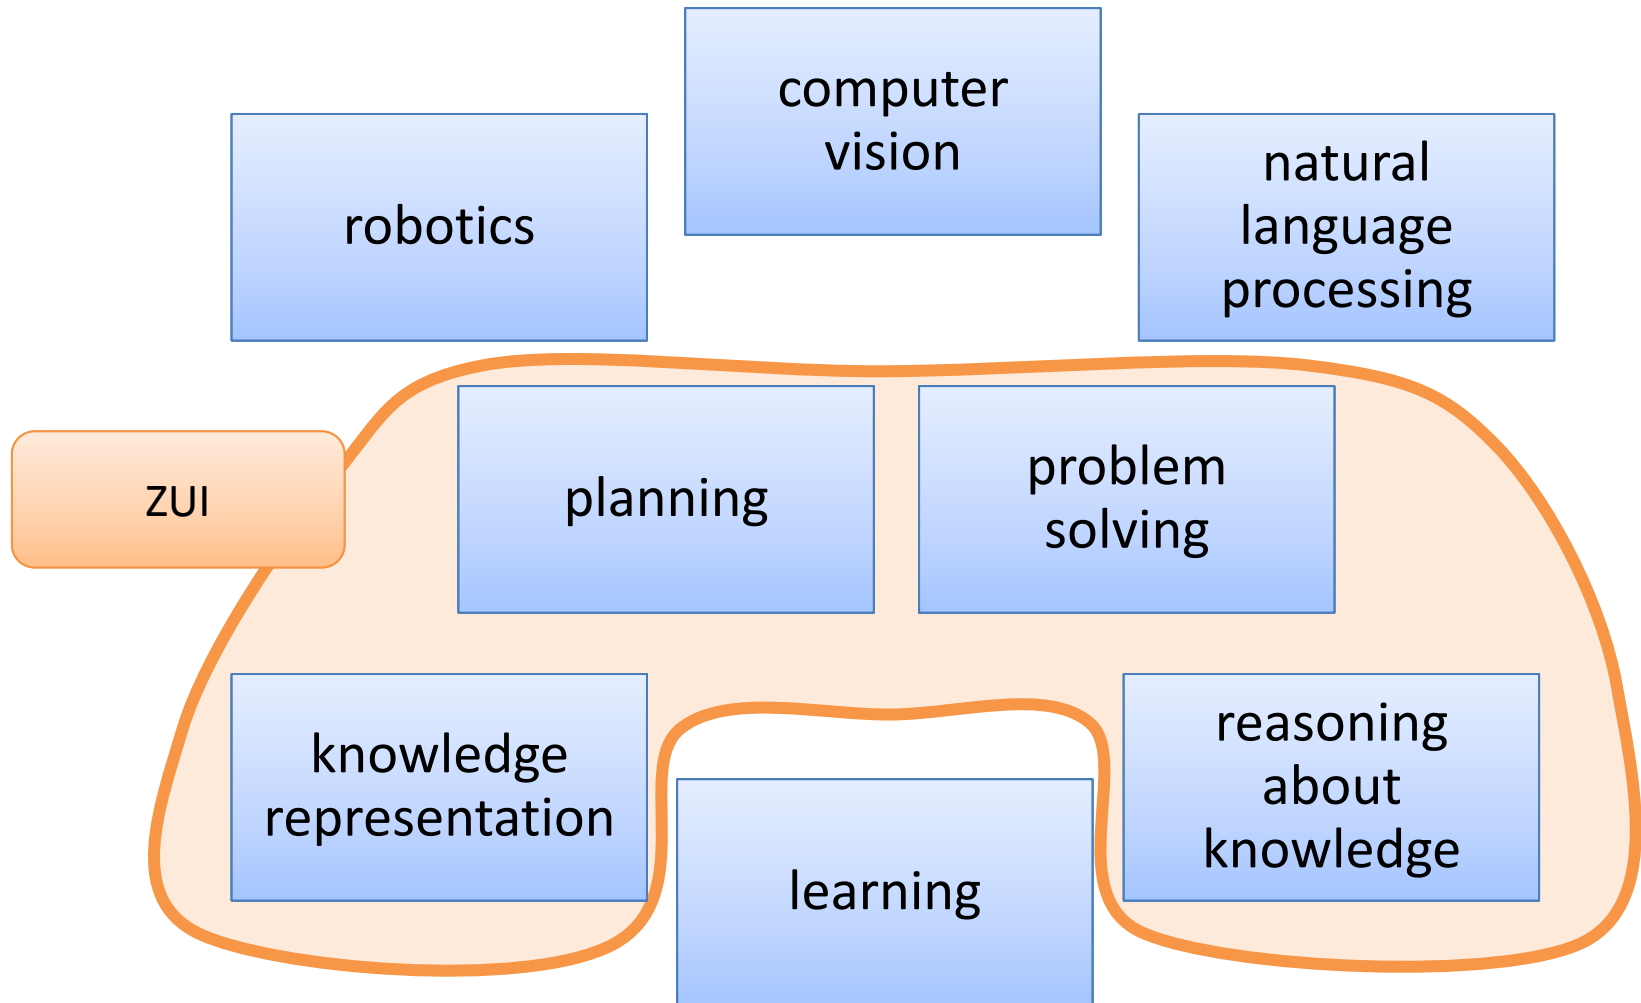 computer
vision
robotics
natural
language
processing
ZUI
planning
problem
solving
knowledge
representation
learning
reasoning
about
knowledge